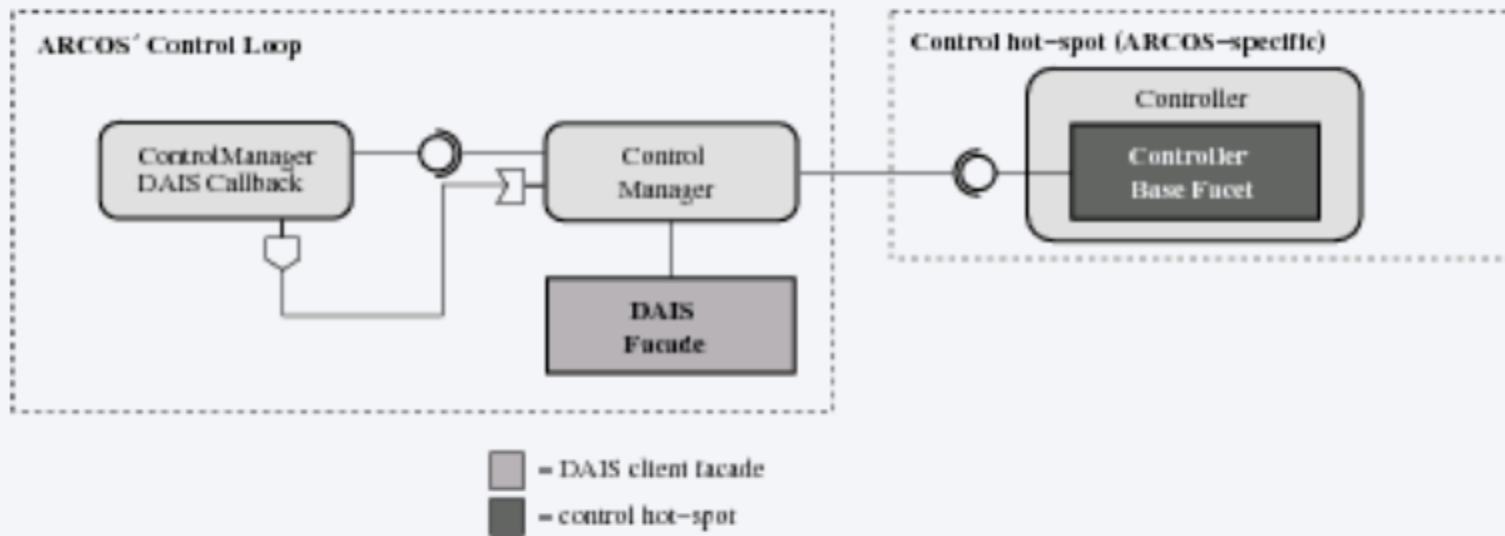 ARCOS´ Control Loop
Control hot-spot (ARCOS-specific)
ControlManager
DAIS Callback
Control
Manager
Controller
Controller
Base Facet
DAIS
Facade
= DAIS client facade
= control hot-spot